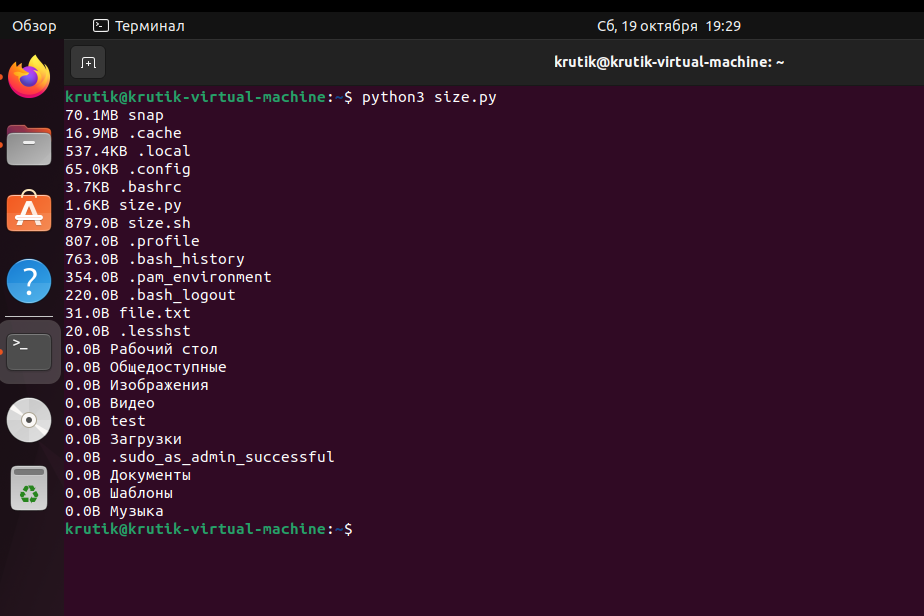 Обзор
Терминал
Сб, 19 октября 19:29
krutik@krutik-virtual-machine: ~
krutik@krutik-virtual-machine:~$ python3 size.py
70.1MB snap
16.9MB .cache
537.4KB .local
65.0KB .config
3.7KB .bashrc
1.6KB size.py
879.0B size.sh
807.0B .profile
763.0B .bash_history
354.0B .pam_environment
220.0B .bash_logout
31.0B file.txt
20.0B .lesshst
0.0B Рабочий стол
0.0B Общедоступные
0.0B Изображения
0.0B Видео
0.0B test
0.0B Загрузки
0.0B .sudo_as_admin_successful
0.0B Документы
0.0B Шаблоны
0.0B Музыка
krutik@krutik-virtual-machine:~$